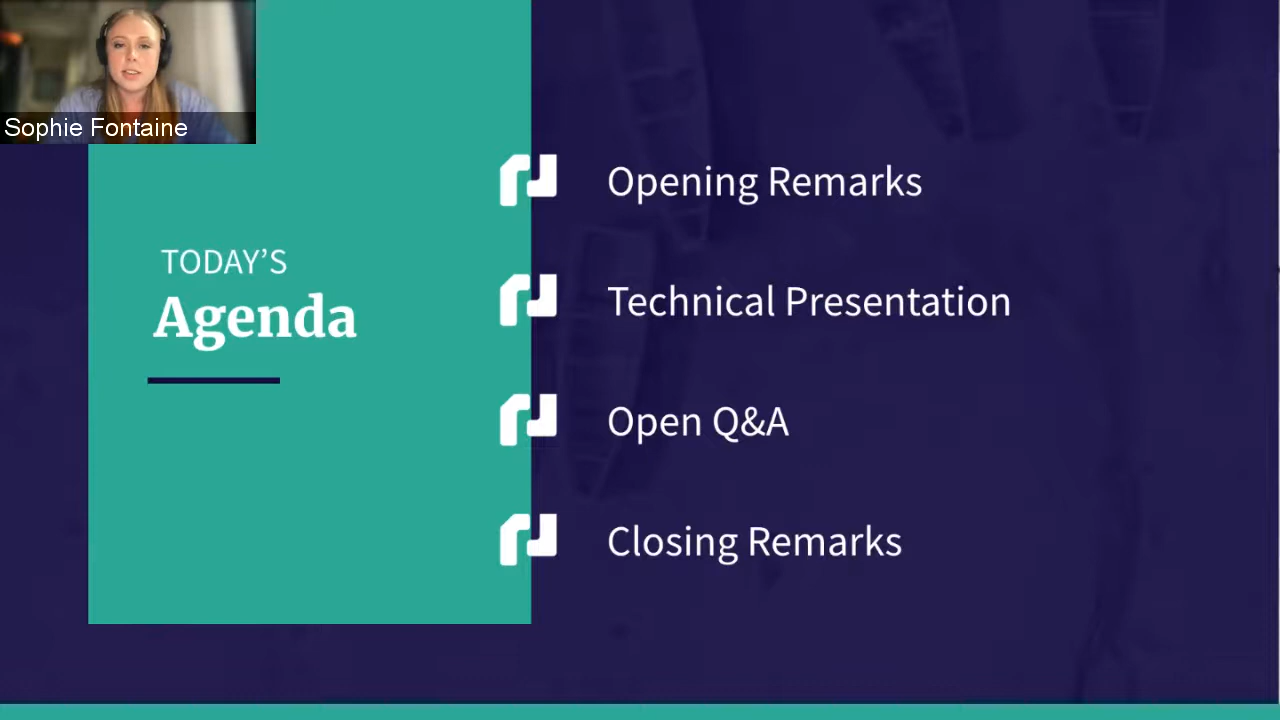 Sophie Fontaine
TODAY’S
Agenda
Opening Remarks
Technical Presentation
Open Q&A
Closing Remarks